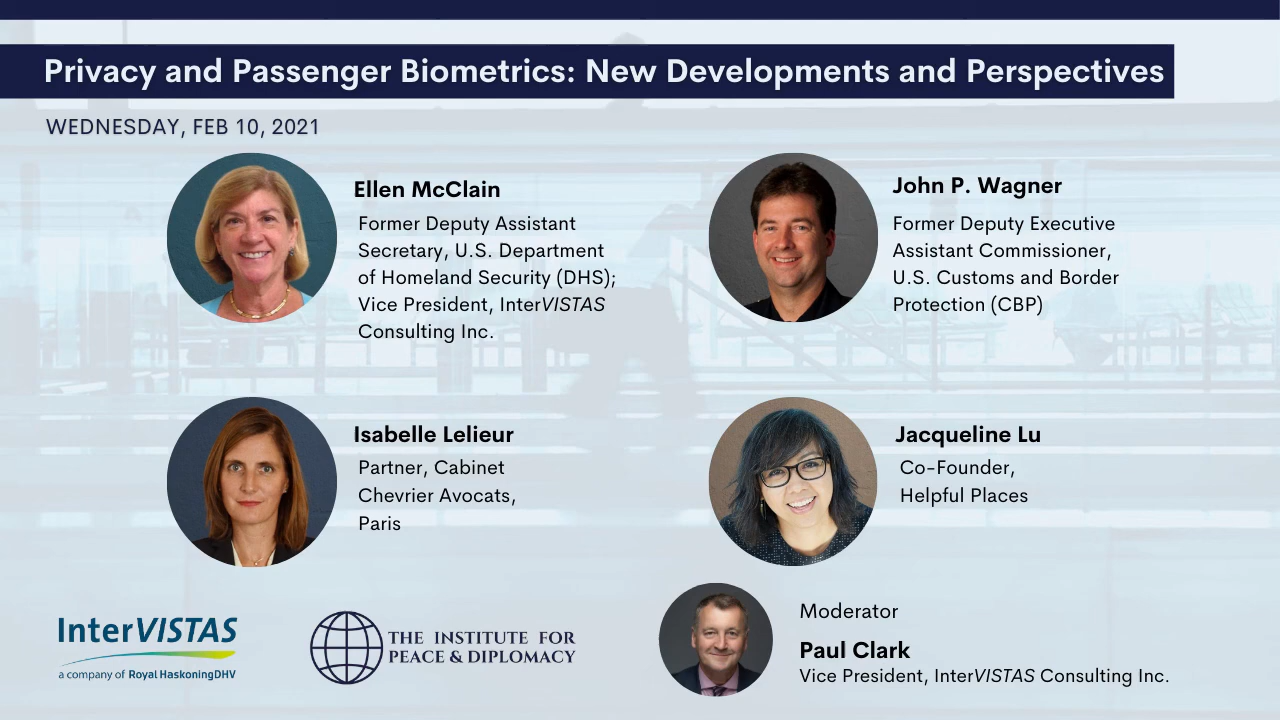 Privacy and Passenger Biometrics: New Developments and Perspectives
WEDNESDAY, FEB 10, 2021
Ellen McClain
Former Deputy Assistant
Secretary, U.S. Department
of Homeland Security (DHS);
Vice President, InterVISTAS
Consulting Inc.
John P. Wagner
Former Deputy Executive
Assistant Commissioner,
U.S. Customs and Border
Protection (CBP)
Isabelle Lelieur
Partner, Cabinet
Chevrier Avocats,
Paris
Jacqueline Lu
Co-Founder,
Helpful Places
InterVISTAS
a company of Royal HaskoningDHV
THE INSTITUTE FOR
PEACE & DIPLOMACY
Moderator
Paul Clark
Vice President, InterVISTAS Consulting Inc.